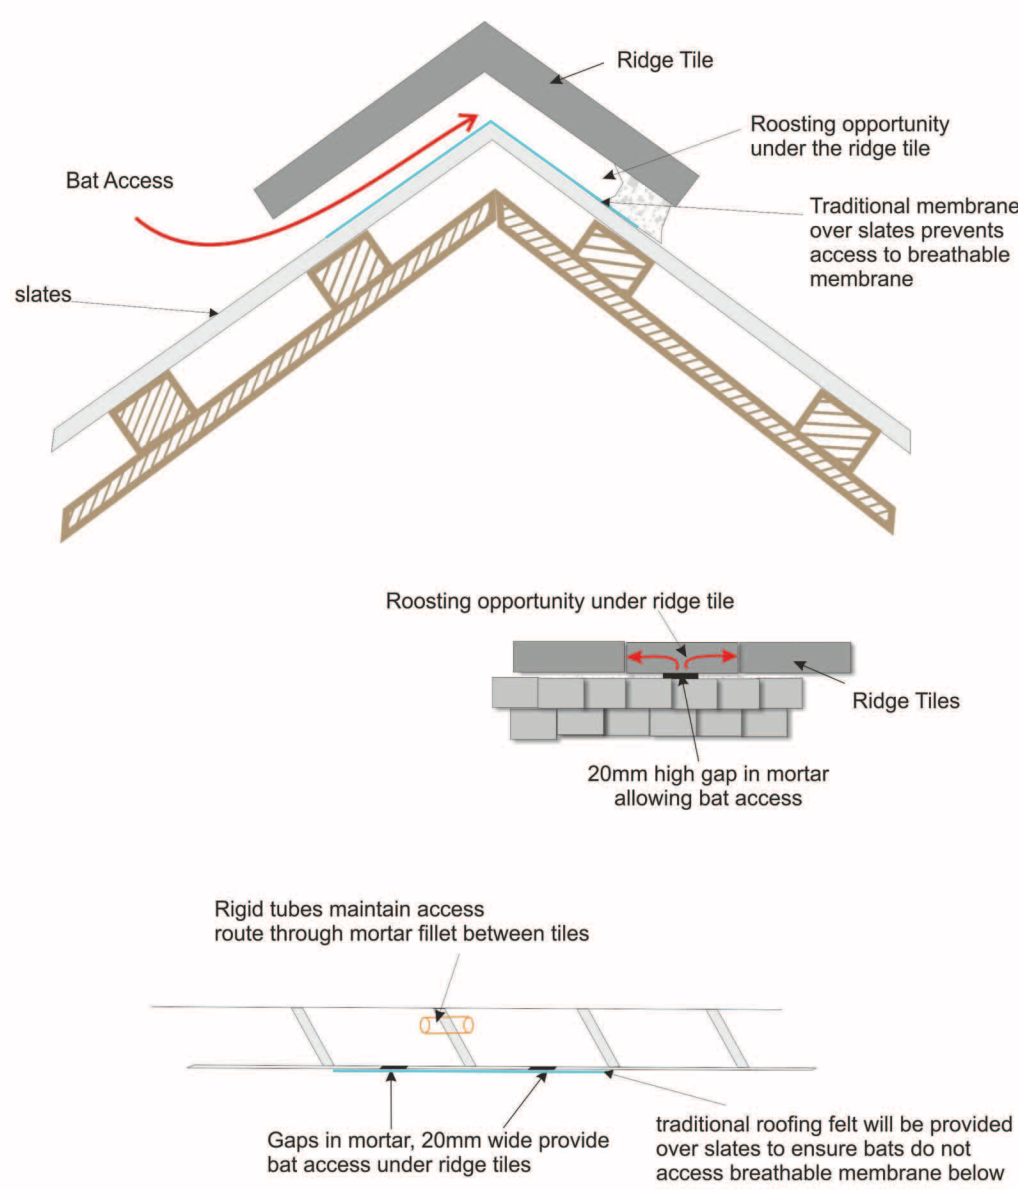 Ridge Tile
Roosting opportunity
under the ridge tile
Bat Access
Traditional membrane
over slates prevents
access to breathable
membrane
slates
Roosting opportunity under ridge tile
Ridge Tiles
20mm high gap in mortar
allowing bat access
Rigid tubes maintain access
route through mortar fillet between tiles
Gaps in mortar, 20mm wide provide
bat access under ridge tiles
traditional roofing felt will be provided
over slates to ensure bats do not
access breathable membrane below